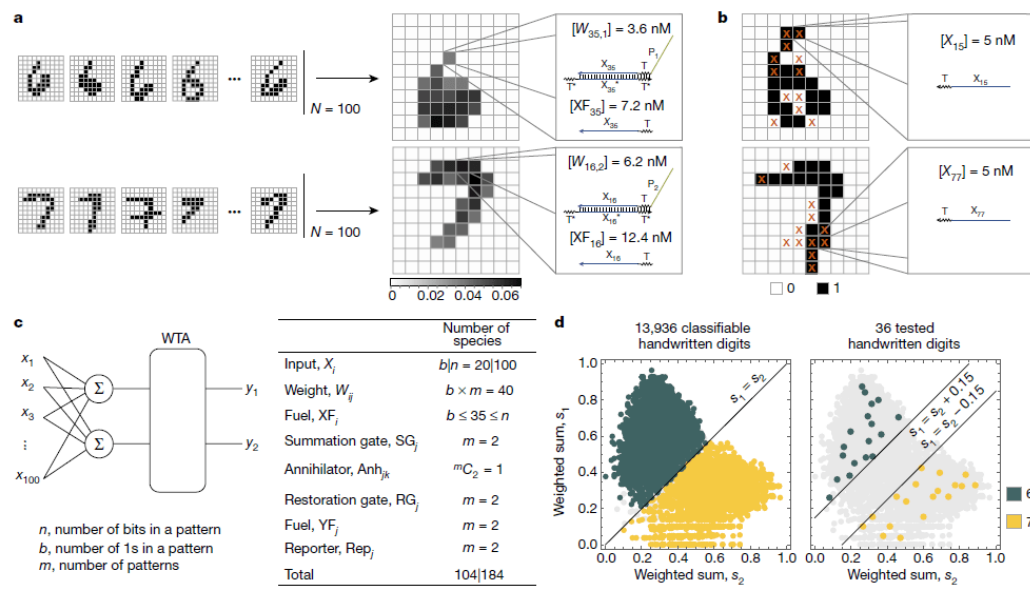 a
N = 100
[W35,1] = 3.6 nM
P1
X35
T
T*
X35*
T*
[XF35] = 7.2 nM
X35
T
N = 100
[W16,2] = 6.2 nM
P2
X16
T
T*
X16*
T*
[XF16] = 12.4 nM
X16
T
0
0.02
0.04
0.06
b
[X15] = 5 nM
T
X15
[X77] = 5 nM
T
X77
0
1
c
WTA
x1
x2
x3
⋮
x100
Σ
Σ
y1
y2
n, number of bits in a pattern
b, number of 1s in a pattern
m, number of patterns
Number of
species
Input, Xi b|n = 20|100
Weight, Wij b × m = 40
Fuel, XFi b ≤ 35 ≤ n
Summation gate, SGj m = 2
Annihilator, Anhjk mC2 = 1
Restoration gate, RGj m = 2
Fuel, YFj m = 2
Reporter, Repj m = 2
Total 104|184
d
13,936 classifiable
handwritten digits
36 tested
handwritten digits
Weighted sum, s1
1.0
0.8
0.6
0.4
0.2
0.0
s1 = s2
s1 = s2 + 0.15
s1 = s2 − 0.15
0.0 0.2 0.4 0.6 0.8 1.0
Weighted sum, s2
0.0 0.2 0.4 0.6 0.8 1.0
Weighted sum, s2
6
7